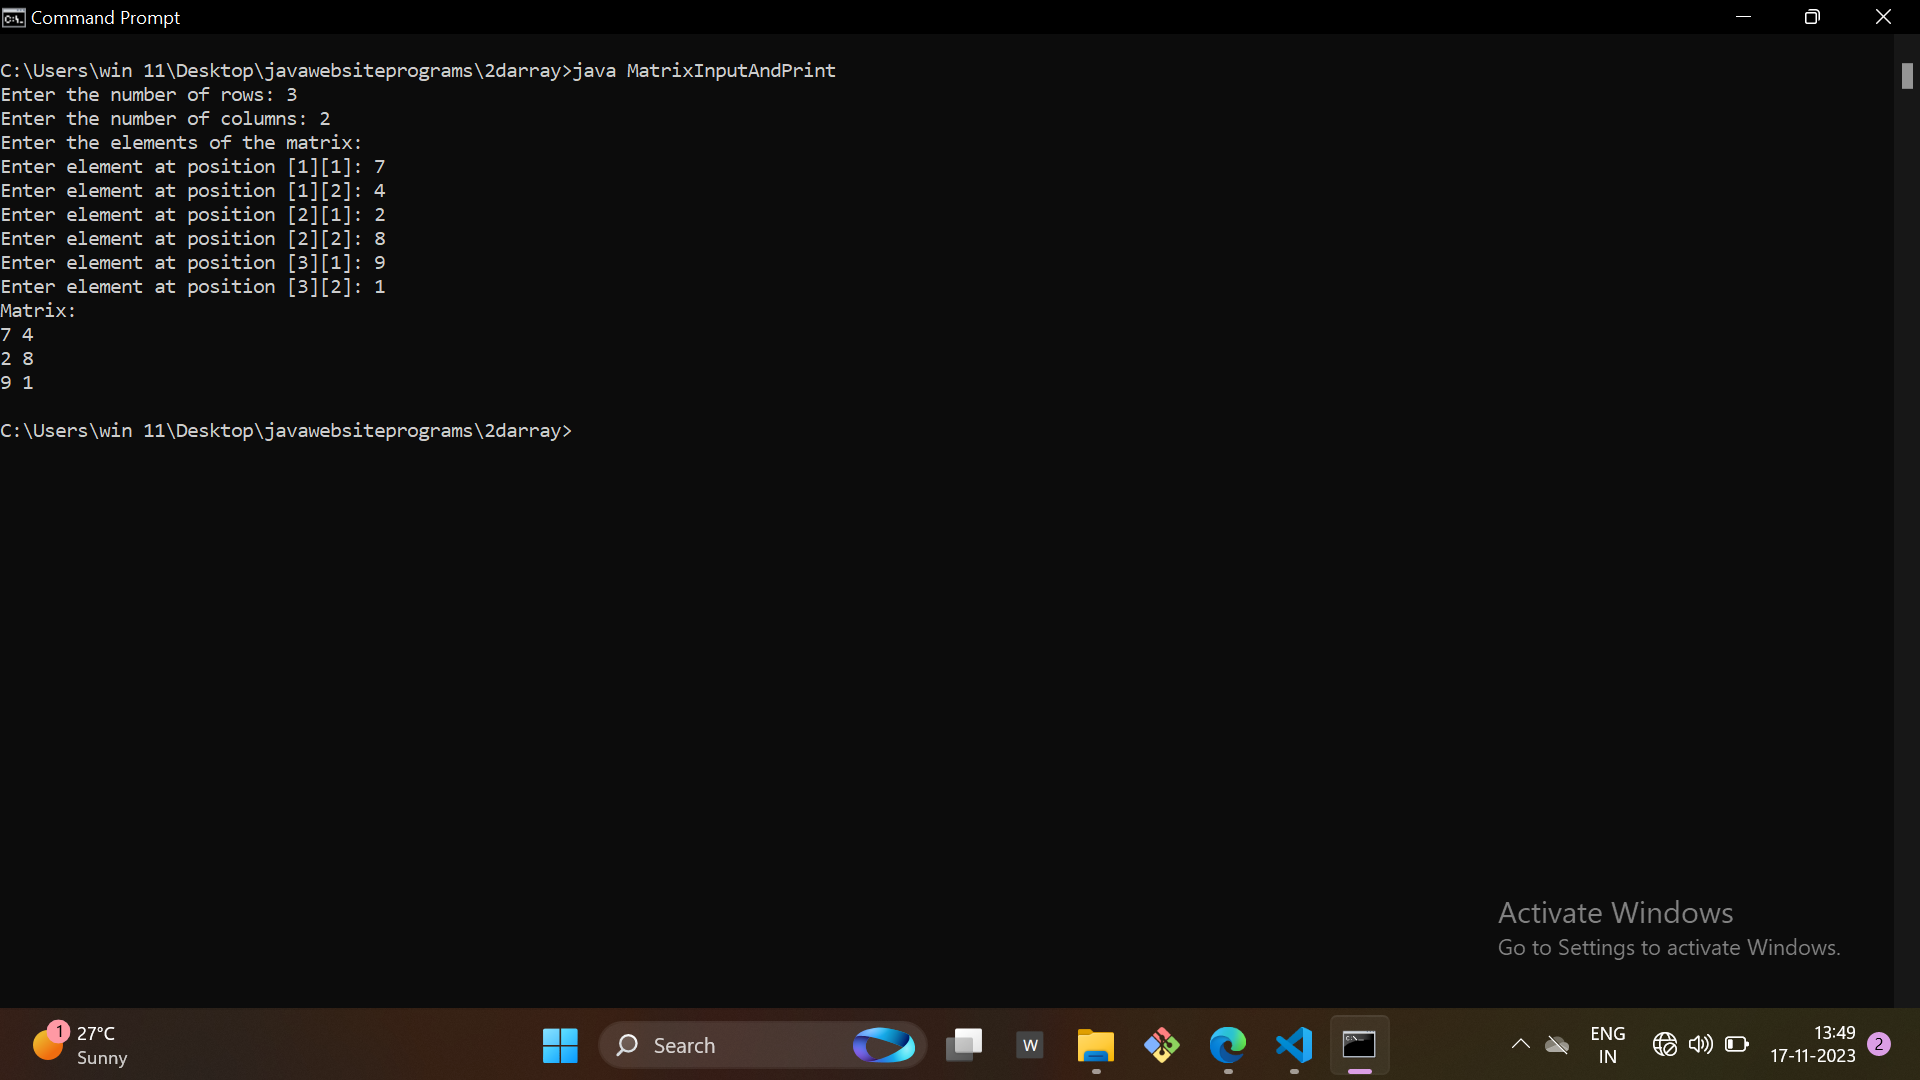 Command Prompt
C:\Users\win 11\Desktop\javawebsiteprograms\2darray>java MatrixInputAndPrint
Enter the number of rows: 3
Enter the number of columns: 2
Enter the elements of the matrix:
Enter element at position [1][1]: 7
Enter element at position [1][2]: 4
Enter element at position [2][1]: 2
Enter element at position [2][2]: 8
Enter element at position [3][1]: 9
Enter element at position [3][2]: 1
Matrix:
7 4
2 8
9 1
C:\Users\win 11\Desktop\javawebsiteprograms\2darray>
Activate Windows
Go to Settings to activate Windows.
1
27°C
Sunny
Search
W
ENG
IN
13:49
17-11-2023
2